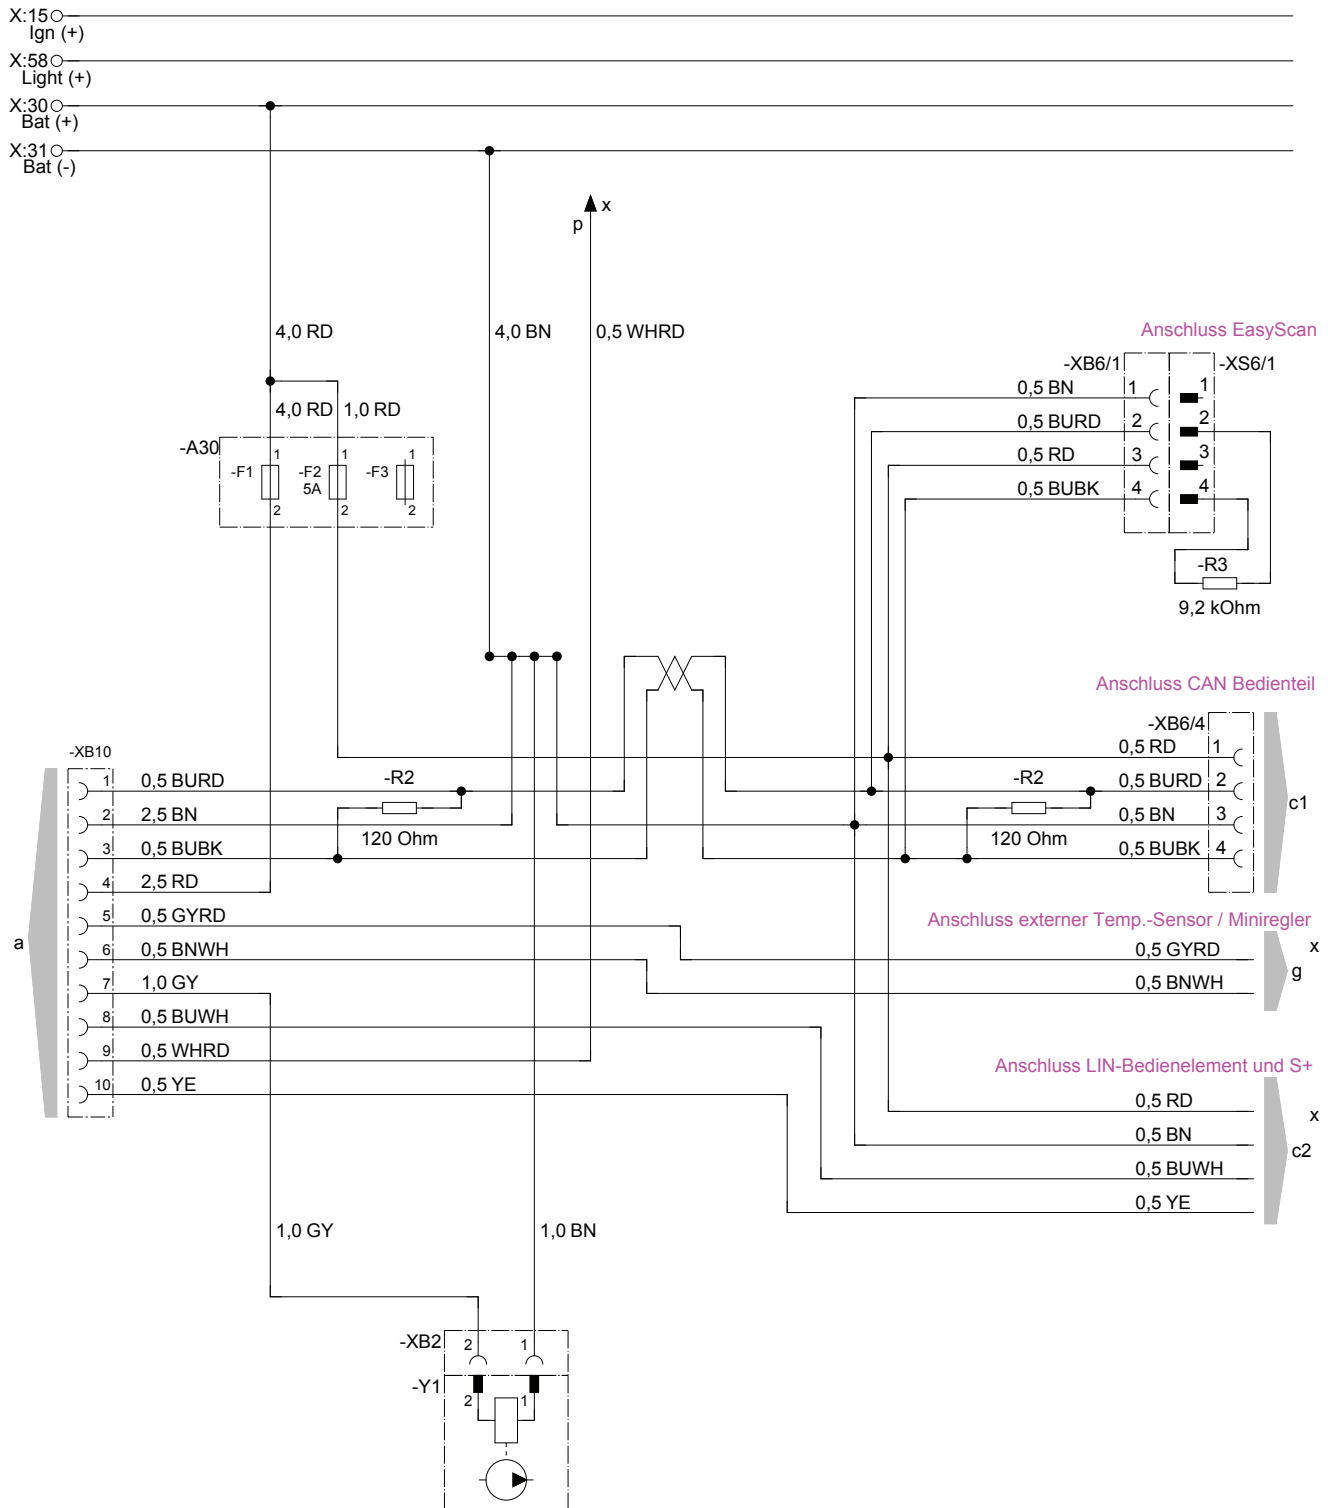 X:15
Ign (+)
X:58
Light (+)
X:30
Bat (+)
X:31
Bat (-)
x
p
4,0 RD
4,0 BN
0,5 WHRD
Anschluss EasyScan
-XB6/1
-XS6/1
0,5 BN 1 1
0,5 BURD 2 2
0,5 RD 3 3
0,5 BUBK 4 4
4,0 RD 1,0 RD
-A30
1 1 1
-F1 -F2 -F3
5A
2 2 2
-R3
9,2 kOhm
Anschluss CAN Bedienteil
-XB6/4
0,5 RD 1
0,5 BURD 2
0,5 BN 3
0,5 BUBK 4
c1
-XB10
1 0,5 BURD
2 2,5 BN
3 0,5 BUBK
4 2,5 RD
5 0,5 GYRD
6 0,5 BNWH
7 1,0 GY
8 0,5 BUWH
9 0,5 WHRD
10 0,5 YE
a
-R2
120 Ohm
-R2
120 Ohm
Anschluss externer Temp.-Sensor / Miniregler
0,5 GYRD
x
g
0,5 BNWH
Anschluss LIN-Bedienelement und S+
0,5 RD
x
0,5 BN
c2
0,5 BUWH
0,5 YE
1,0 GY
1,0 BN
-XB2
2 1
-Y1
2 1